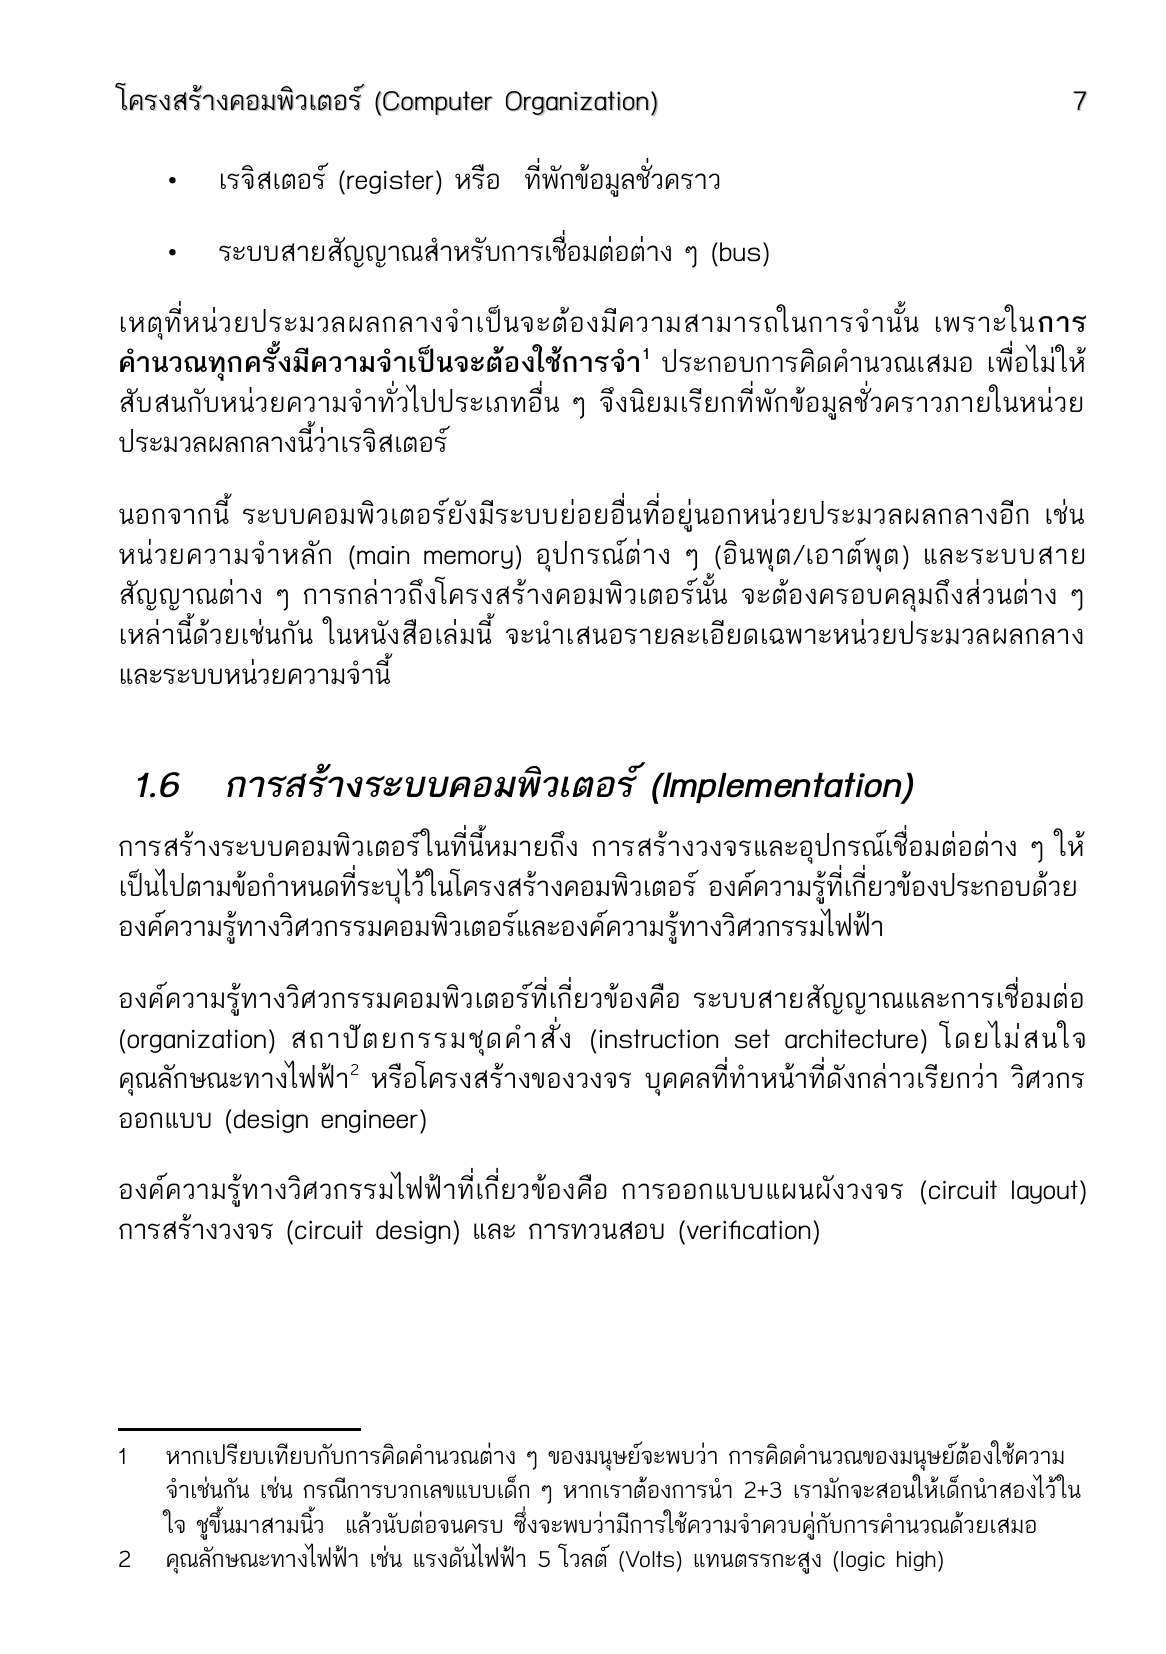 โครงสร้างคอมพิวเตอร์ (Computer Organization) 7
• เรจิสเตอร์ (register) หรือ ที่พักข้อมูลชั่วคราว
• ระบบสายสัญญาณสำหรับการเชื่อมต่อต่าง ๆ (bus)
เหตุที่หน่วยประมวลผลกลางจำเป็นจะต้องมีความสามารถในการจำนั้น เพราะในการ
คำนวณทุกครั้งมีความจำเป็นจะต้องใช้การจำ¹ ประกอบการคิดคำนวณเสมอ เพื่อไม่ให้
สับสนกับหน่วยความจำทั่วไปประเภทอื่น ๆ จึงนิยมเรียกที่พักข้อมูลชั่วคราวภายในหน่วย
ประมวลผลกลางนี้ว่าเรจิสเตอร์
นอกจากนี้ ระบบคอมพิวเตอร์ยังมีระบบย่อยอื่นที่อยู่นอกหน่วยประมวลผลกลางอีก เช่น
หน่วยความจำหลัก (main memory) อุปกรณ์ต่าง ๆ (อินพุต/เอาต์พุต) และระบบสาย
สัญญาณต่าง ๆ การกล่าวถึงโครงสร้างคอมพิวเตอร์นั้น จะต้องครอบคลุมถึงส่วนต่าง ๆ
เหล่านี้ด้วยเช่นกัน ในหนังสือเล่มนี้ จะนำเสนอรายละเอียดเฉพาะหน่วยประมวลผลกลาง
และระบบหน่วยความจำนี้
1.6 การสร้างระบบคอมพิวเตอร์ (Implementation)
การสร้างระบบคอมพิวเตอร์ในที่นี้หมายถึง การสร้างวงจรและอุปกรณ์เชื่อมต่อต่าง ๆ ให้
เป็นไปตามข้อกำหนดที่ระบุไว้ในโครงสร้างคอมพิวเตอร์ องค์ความรู้ที่เกี่ยวข้องประกอบด้วย
องค์ความรู้ทางวิศวกรรมคอมพิวเตอร์และองค์ความรู้ทางวิศวกรรมไฟฟ้า
องค์ความรู้ทางวิศวกรรมคอมพิวเตอร์ที่เกี่ยวข้องคือ ระบบสายสัญญาณและการเชื่อมต่อ
(organization) สถาปัตยกรรมชุดคำสั่ง (instruction set architecture) โดยไม่สนใจ
คุณลักษณะทางไฟฟ้า² หรือโครงสร้างของวงจร บุคคลที่ทำหน้าที่ดังกล่าวเรียกว่า วิศวกร
ออกแบบ (design engineer)
องค์ความรู้ทางวิศวกรรมไฟฟ้าที่เกี่ยวข้องคือ การออกแบบแผนผังวงจร (circuit layout)
การสร้างวงจร (circuit design) และ การทวนสอบ (verification)
1 หากเปรียบเทียบกับการคิดคำนวณต่าง ๆ ของมนุษย์จะพบว่า การคิดคำนวณของมนุษย์ต้องใช้ความ
จำเช่นกัน เช่น กรณีการบวกเลขแบบเด็ก ๆ หากเราต้องการนำ 2+3 เรามักจะสอนให้เด็กนำสองไว้ใน
ใจ ชูขึ้นมาสามนิ้ว แล้วนับต่อจนครบ ซึ่งจะพบว่ามีการใช้ความจำควบคู่กับการคำนวณด้วยเสมอ
2 คุณลักษณะทางไฟฟ้า เช่น แรงดันไฟฟ้า 5 โวลต์ (Volts) แทนตรรกะสูง (logic high)